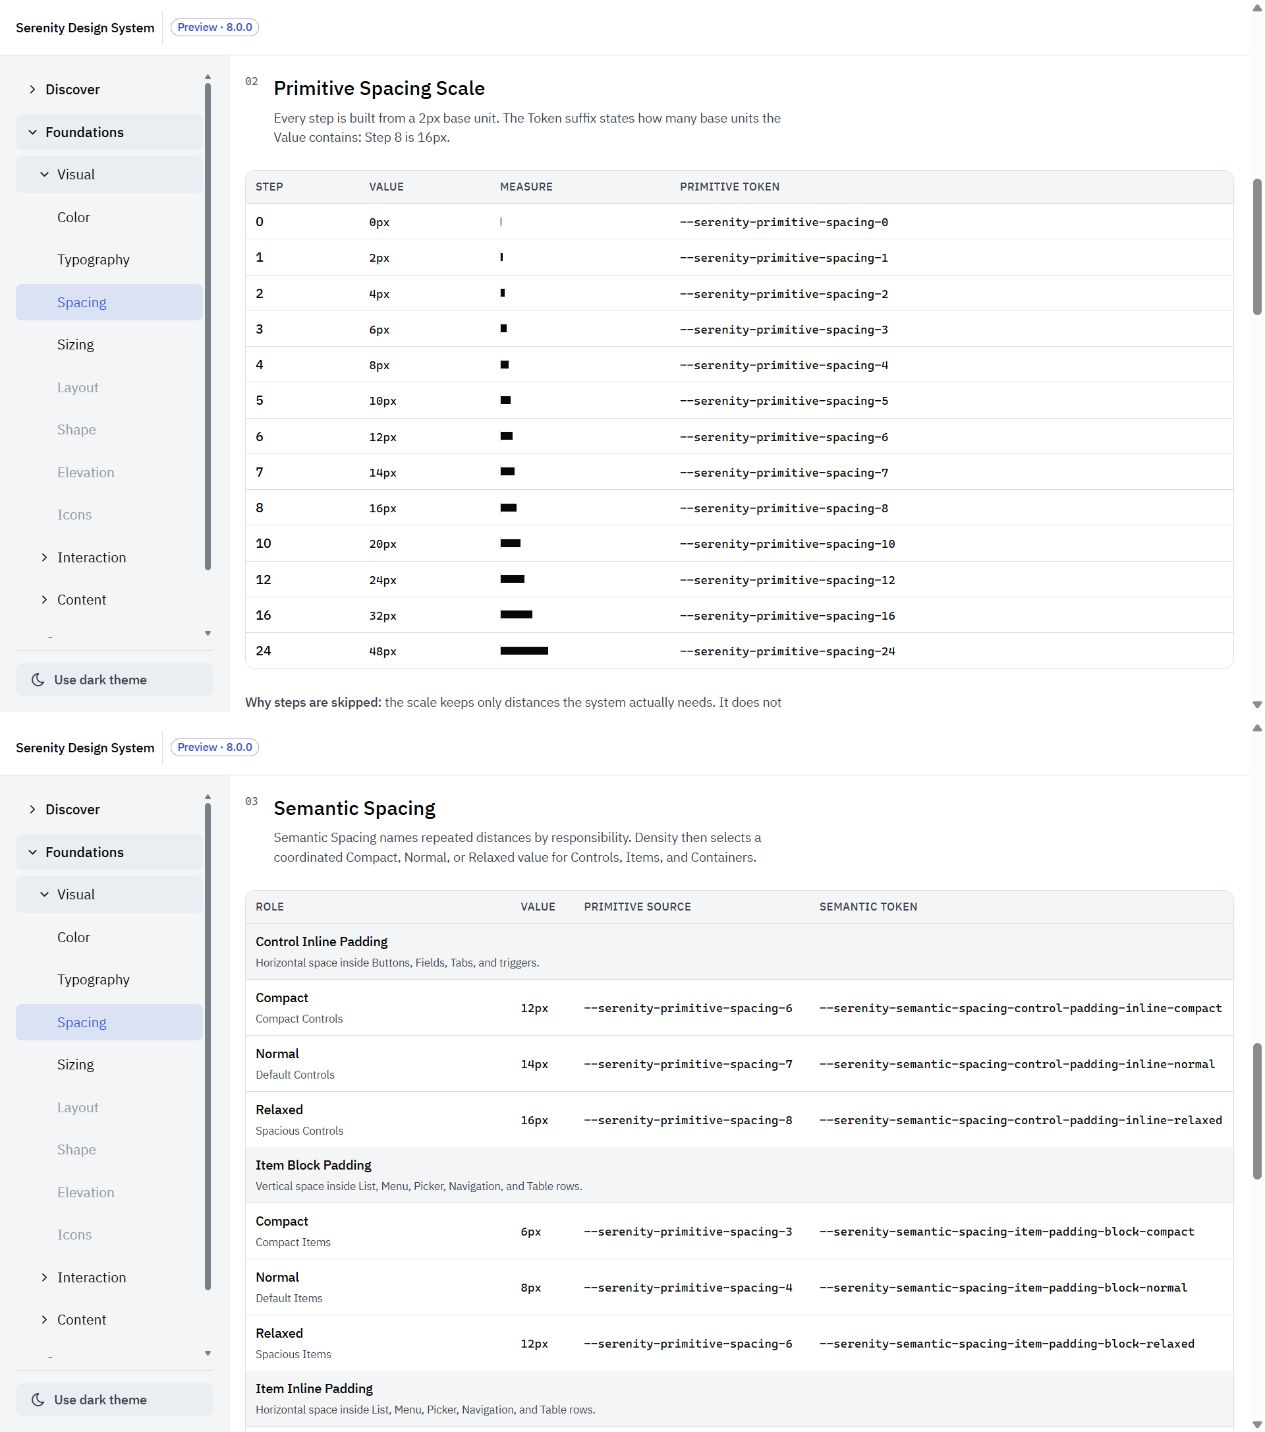 Serenity Design System
Preview · 8.0.0
Discover
Foundations
Visual
Color
Typography
Spacing
Sizing
Layout
Shape
Elevation
Icons
Interaction
Content
Use dark theme
02
Primitive Spacing Scale
Every step is built from a 2px base unit. The Token suffix states how many base units the
Value contains: Step 8 is 16px.
STEP VALUE MEASURE PRIMITIVE TOKEN
0 0px --serenity-primitive-spacing-0
1 2px --serenity-primitive-spacing-1
2 4px --serenity-primitive-spacing-2
3 6px --serenity-primitive-spacing-3
4 8px --serenity-primitive-spacing-4
5 10px --serenity-primitive-spacing-5
6 12px --serenity-primitive-spacing-6
7 14px --serenity-primitive-spacing-7
8 16px --serenity-primitive-spacing-8
10 20px --serenity-primitive-spacing-10
12 24px --serenity-primitive-spacing-12
16 32px --serenity-primitive-spacing-16
24 48px --serenity-primitive-spacing-24
Why steps are skipped: the scale keeps only distances the system actually needs. It does not
Serenity Design System
Preview · 8.0.0
Discover
Foundations
Visual
Color
Typography
Spacing
Sizing
Layout
Shape
Elevation
Icons
Interaction
Content
Use dark theme
03
Semantic Spacing
Semantic Spacing names repeated distances by responsibility. Density then selects a
coordinated Compact, Normal, or Relaxed value for Controls, Items, and Containers.
ROLE VALUE PRIMITIVE SOURCE SEMANTIC TOKEN
Control Inline Padding
Horizontal space inside Buttons, Fields, Tabs, and triggers.
Compact
Compact Controls
12px --serenity-primitive-spacing-6 --serenity-semantic-spacing-control-padding-inline-compact
Normal
Default Controls
14px --serenity-primitive-spacing-7 --serenity-semantic-spacing-control-padding-inline-normal
Relaxed
Spacious Controls
16px --serenity-primitive-spacing-8 --serenity-semantic-spacing-control-padding-inline-relaxed
Item Block Padding
Vertical space inside List, Menu, Picker, Navigation, and Table rows.
Compact
Compact Items
6px --serenity-primitive-spacing-3 --serenity-semantic-spacing-item-padding-block-compact
Normal
Default Items
8px --serenity-primitive-spacing-4 --serenity-semantic-spacing-item-padding-block-normal
Relaxed
Spacious Items
12px --serenity-primitive-spacing-6 --serenity-semantic-spacing-item-padding-block-relaxed
Item Inline Padding
Horizontal space inside List, Menu, Picker, Navigation, and Table rows.